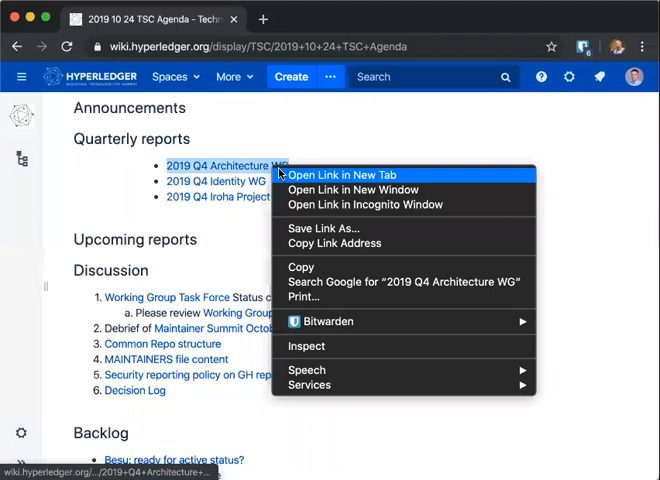 2019 10 24 TSC Agenda - Techn
wiki.hyperledger.org/display/TSC/2019+10+24+TSC+Agenda
6
HYPERLEDGER Spaces More Create ... Search
Announcements
Quarterly reports
• 2019 Q4 Architecture WG
• 2019 Q4 Identity WG
• 2019 Q4 Iroha Project
Open Link in New Tab
Open Link in New Window
Open Link in Incognito Window
Save Link As...
Copy Link Address
Copy
Search Google for “2019 Q4 Architecture WG”
Print...
Bitwarden
Inspect
Speech
Services
Upcoming reports
Discussion
1. Working Group Task Force Status
a. Please review Working
2. Debrief of Maintainer Summit
3. Common Repo structure
4. MAINTAINERS file content
5. Security reporting policy on GH
6. Decision Log
Backlog
• Besu: ready for active status?
wiki.hyperledger.org/.../2019+Q4+Architecture+...